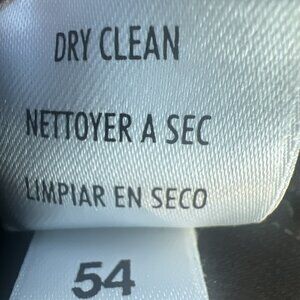 DRY CLEAN
NETTOYER A SEC
LIMPIAR EN SECO
54